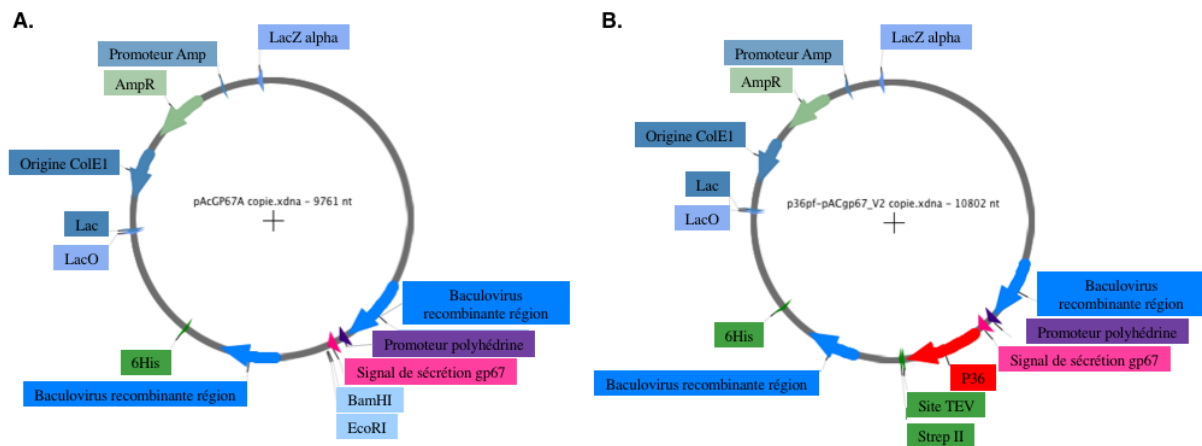 A.
LacZ alpha
Promoteur Amp
AmpR
Origine ColE1
pAcGP67A copie.xdna - 9761 nt
Lac
LacO
Baculovirus
recombinante région
Promoteur polyhédrine
6His
Signal de sécrétion gp67
Baculovirus recombinante région
BamHI
EcoRI
B.
LacZ alpha
Promoteur Amp
AmpR
Origine ColE1
Lac
p36pf-pACgp67_V2 copie.xdna - 10802 nt
LacO
Baculovirus
recombinante région
6His
Promoteur polyhédrine
Signal de sécrétion gp67
Baculovirus recombinante région
P36
Site TEV
Strep II